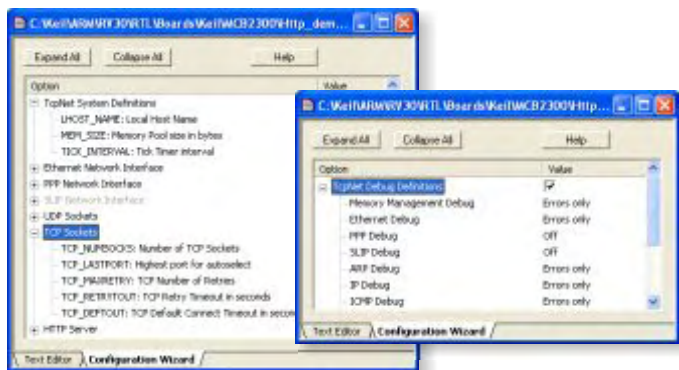 C:\Keil\ARM\RV30\RTL\Boards\Keil\MCB2300\Http_dem...
Expand All
Collapse All
Help
Option
Value
TcpNet System Definitions
LHOST_NAME: Local Host Name
MEM_SIZE: Memory Pool size in bytes
TICK_INTERVAL: Tick Timer interval
Ethernet Network Interface
PPP Network Interface
SLIP Network Interface
UDP Sockets
TCP Sockets
TCP_NUMSOCKS: Number of TCP Sockets
TCP_LASTPORT: Highest port for autoselect
TCP_MAXRETRY: TCP Number of Retries
TCP_RETRYTOUT: TCP Retry Timeout in seconds
TCP_DEFTOUT: TCP Default Connect Timeout in secon
HTTP Server
Text Editor
Configuration Wizard
C:\Keil\ARM\RV30\RTL\Boards\Keil\MCB2300\Http...
Expand All
Collapse All
Help
Option
Value
TcpNet Debug Definitions
Memory Management Debug
Errors only
Ethernet Debug
Errors only
PPP Debug
Off
SLIP Debug
Off
ARP Debug
Errors only
IP Debug
Errors only
ICMP Debug
Errors only
Text Editor
Configuration Wizard